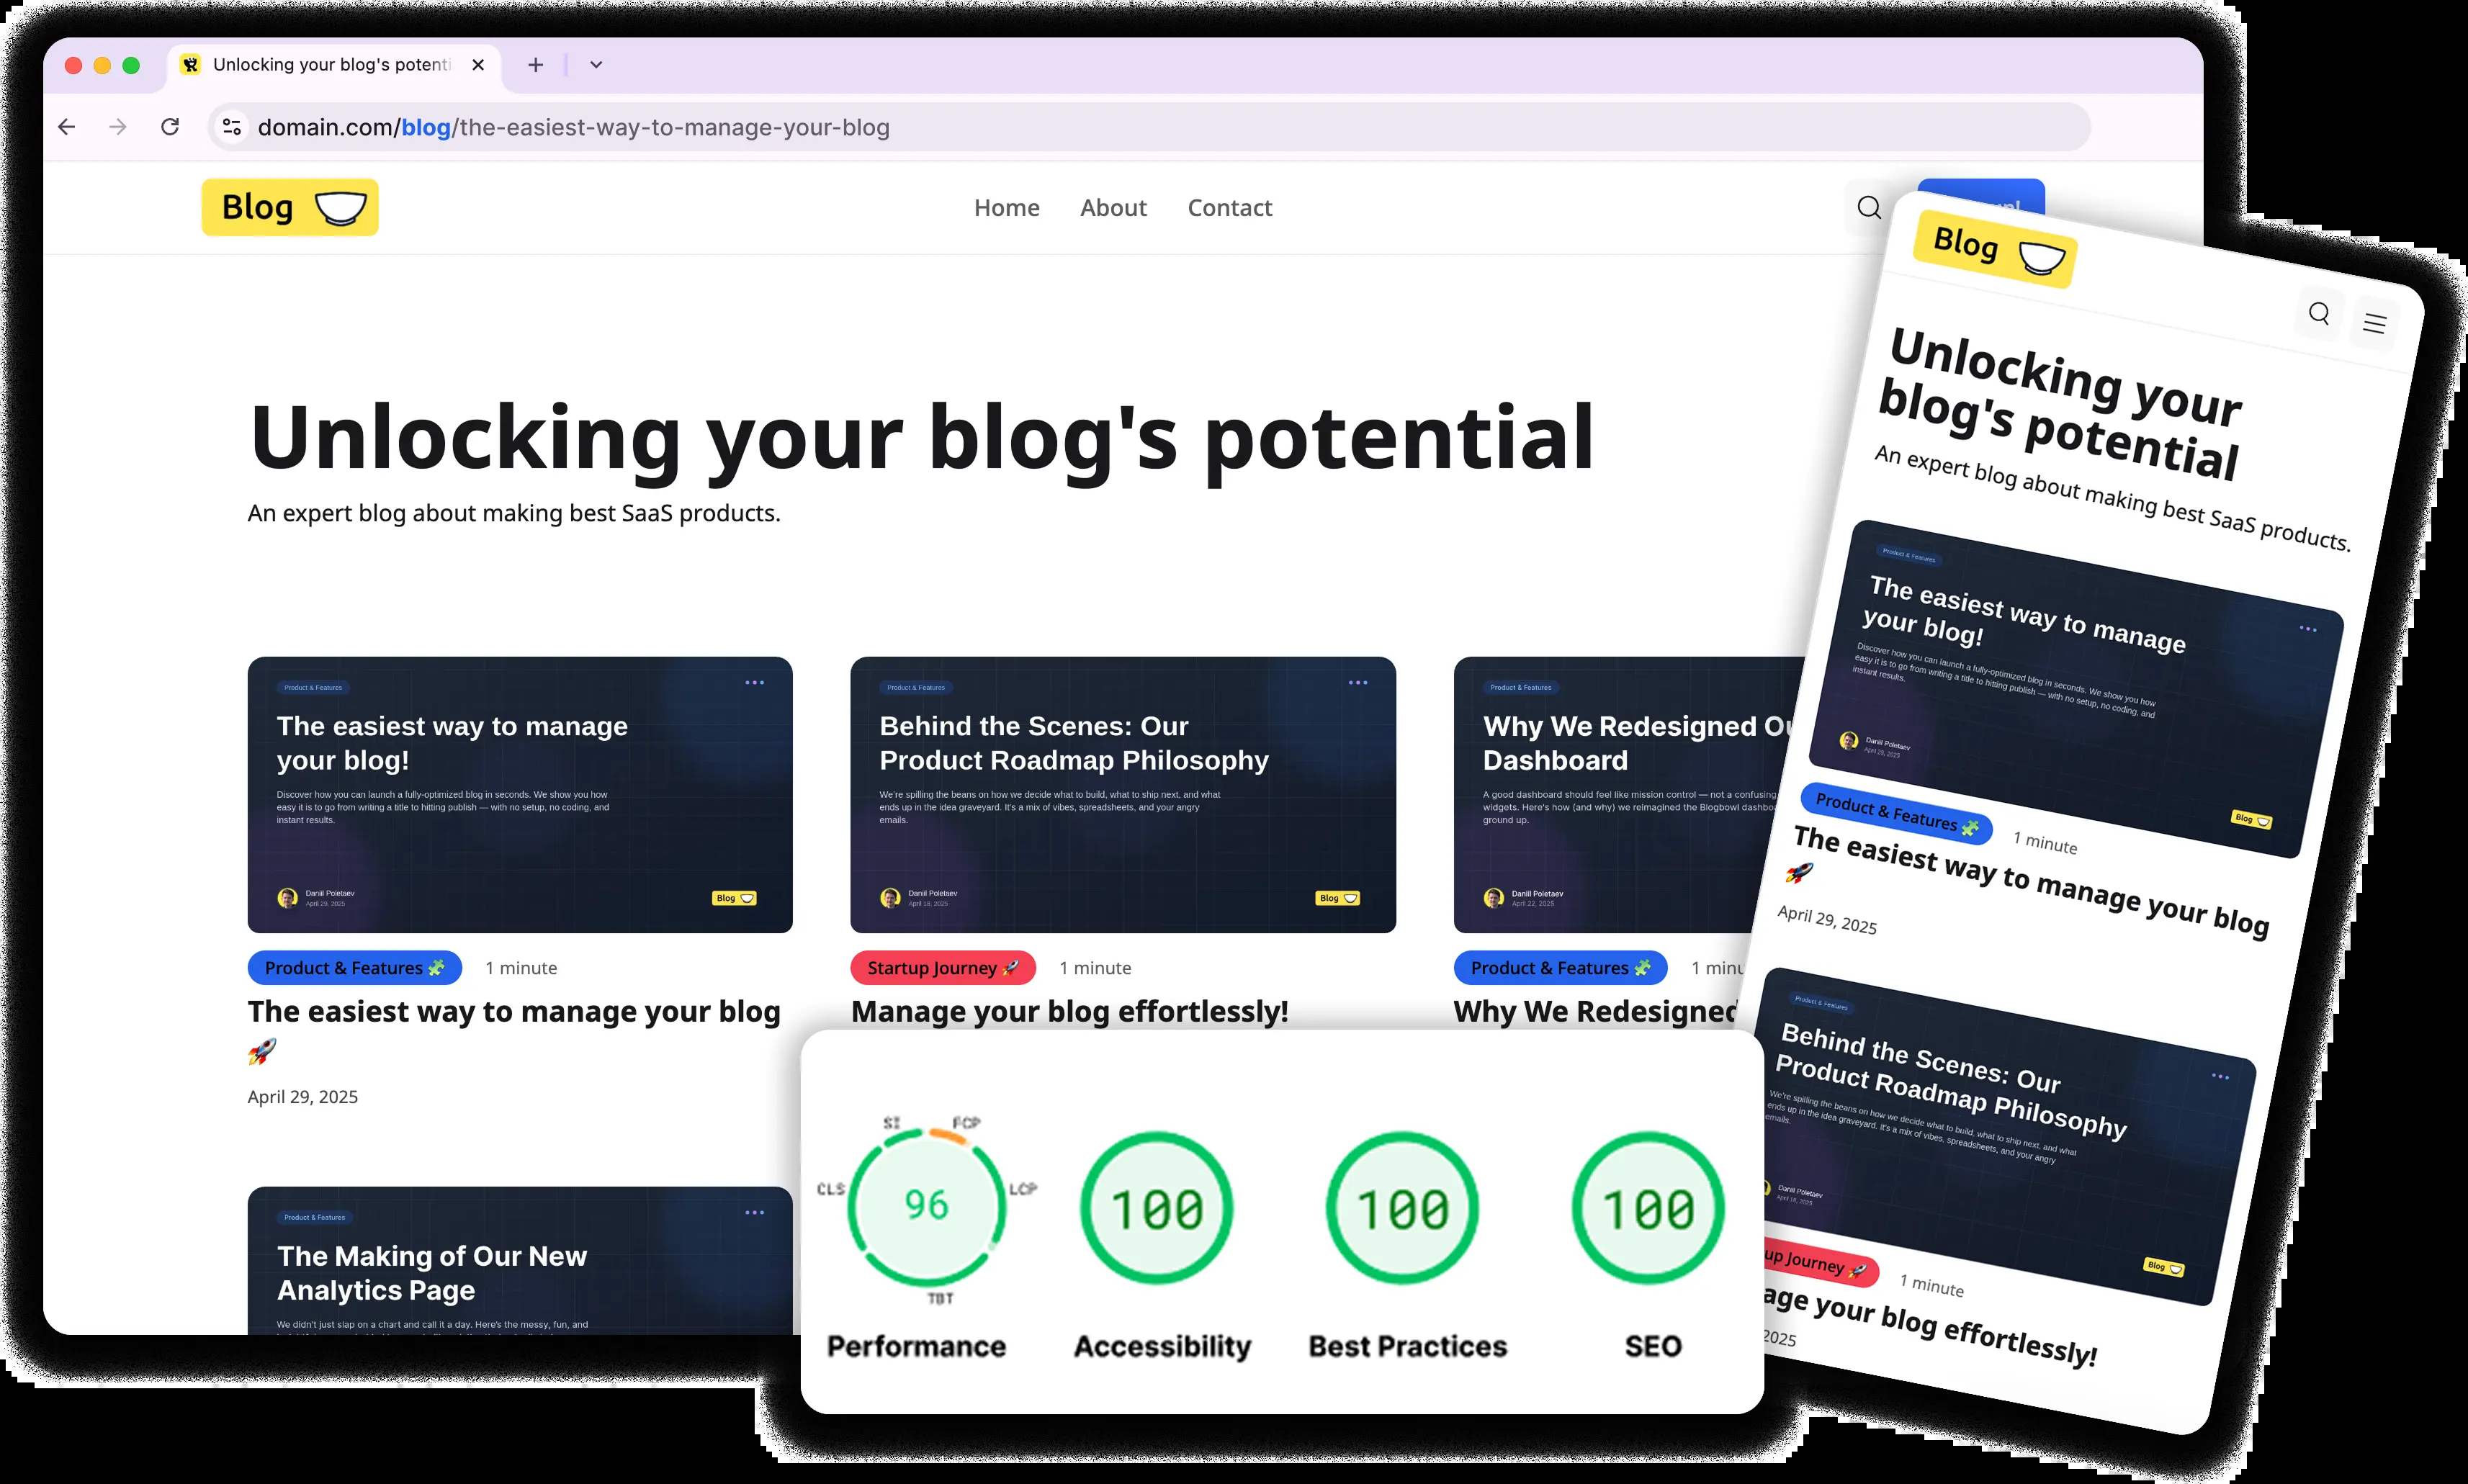 Unlocking your blog's potenti
domain.com/blog/the-easiest-way-to-manage-your-blog
Blog
Home
About
Contact
Unlocking your blog's potential
An expert blog about making best SaaS products.
Product & Features
The easiest way to manage
your blog!
Discover how you can launch a fully-optimized blog in seconds. We show you how
easy it is to go from writing a title to hitting publish — with no setup, no coding, and
instant results.
Daniil Poletaev
April 29, 2025
Blog
Product & Features 🧩
1 minute
The easiest way to manage your blog
🚀
April 29, 2025
Product & Features
Behind the Scenes: Our
Product Roadmap Philosophy
We're spilling the beans on how we decide what to build, what to ship next, and what
ends up in the idea graveyard. It's a mix of vibes, spreadsheets, and your angry
emails.
Daniil Poletaev
April 18, 2025
Blog
Startup Journey 🚀
1 minute
Manage your blog effortlessly!
Product & Features
Why We Redesigned Ou
Dashboard
A good dashboard should feel like mission control — not a confusing
widgets. Here's how (and why) we reimagined the Blogbowl dashboa
ground up.
Daniil Poletaev
April 22, 2025
Product & Features 🧩
1 minu
Why We Redesigned
Product & Features
The Making of Our New
Analytics Page
We didn't just slap on a chart and call it a day. Here's the messy, fun, and
SI
FCP
CLS
LCP
TBT
96
100
100
100
Performance
Accessibility
Best Practices
SEO
Blog
Unlocking your
blog's potential
An expert blog about making best SaaS products.
Product & Features
The easiest way to manage
your blog!
Discover how you can launch a fully-optimized blog in seconds. We show you how
easy it is to go from writing a title to hitting publish — with no setup, no coding, and
instant results.
Daniil Poletaev
April 29, 2025
Blog
Product & Features 🧩
1 minute
The easiest way to manage your blog
🚀
April 29, 2025
Product & Features
Behind the Scenes: Our
Product Roadmap Philosophy
We're spilling the beans on how we decide what to build, what to ship next, and what
ends up in the idea graveyard. It's a mix of vibes, spreadsheets, and your angry
emails.
Daniil Poletaev
April 18, 2025
Blog
up Journey 🚀
1 minute
age your blog effortlessly!
2025